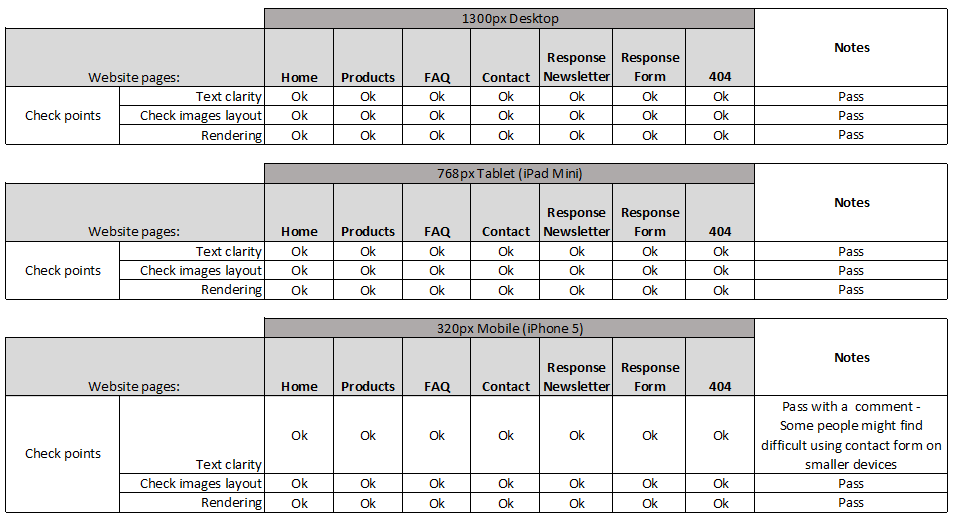 1300px Desktop
Notes
Website pages: Home Products FAQ Contact Response Newsletter Response Form 404
Check points
Text clarity Ok Ok Ok Ok Ok Ok Ok Pass
Check images layout Ok Ok Ok Ok Ok Ok Ok Pass
Rendering Ok Ok Ok Ok Ok Ok Ok Pass
768px Tablet (iPad Mini)
Notes
Website pages: Home Products FAQ Contact Response Newsletter Response Form 404
Check points
Text clarity Ok Ok Ok Ok Ok Ok Ok Pass
Check images layout Ok Ok Ok Ok Ok Ok Ok Pass
Rendering Ok Ok Ok Ok Ok Ok Ok Pass
320px Mobile (iPhone 5)
Notes
Website pages: Home Products FAQ Contact Response Newsletter Response Form 404
Check points
Text clarity Ok Ok Ok Ok Ok Ok Ok
Pass with a comment -
Some people might find
difficult using contact form on
smaller devices
Check images layout Ok Ok Ok Ok Ok Ok Ok Pass
Rendering Ok Ok Ok Ok Ok Ok Ok Pass